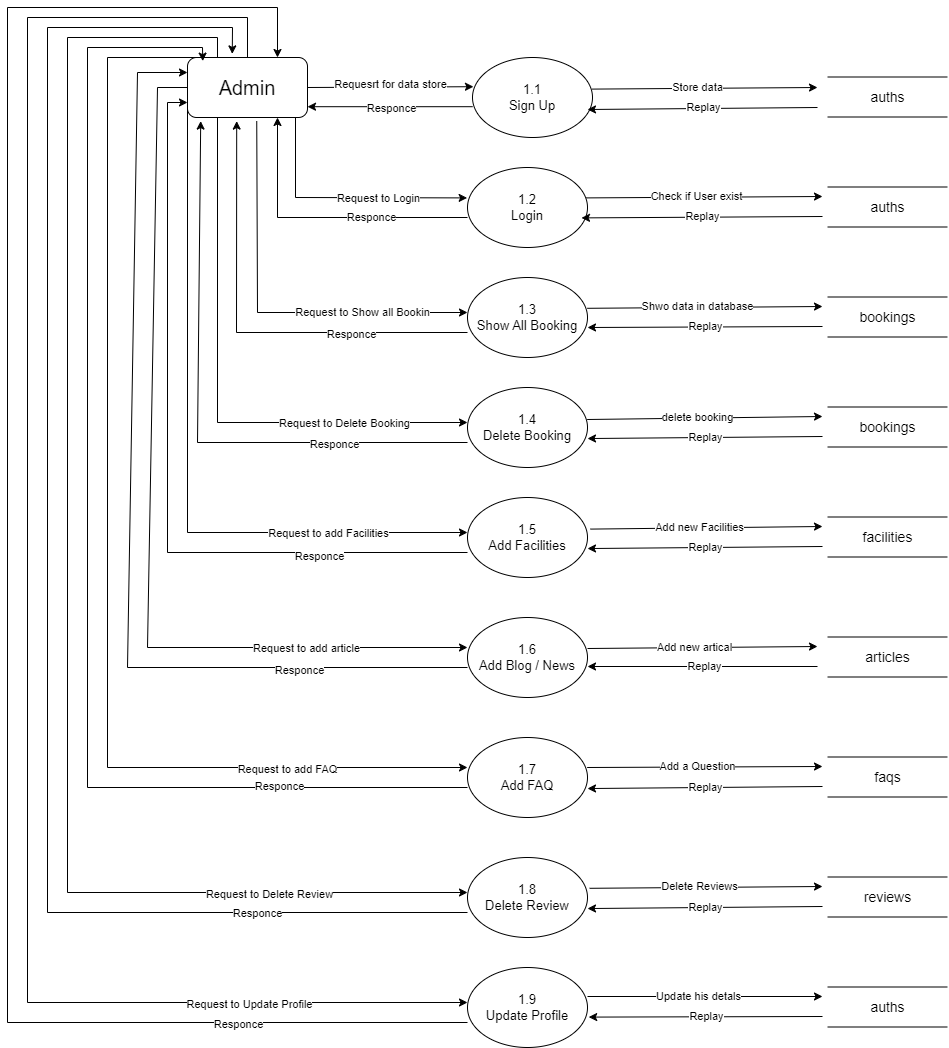 Admin
Requesrt for data store
Responce
1.1
Sign Up
Store data
Replay
auths
Request to Login
Responce
1.2
Login
Check if User exist
Replay
auths
Request to Show all Bookin
Responce
1.3
Show All Booking
Shwo data in database
Replay
bookings
Request to Delete Booking
Responce
1.4
Delete Booking
delete booking
Replay
bookings
Request to add Facilities
Responce
1.5
Add Facilities
Add new Facilities
Replay
facilities
Request to add article
Responce
1.6
Add Blog / News
Add new artical
Replay
articles
Request to add FAQ
Responce
1.7
Add FAQ
Add a Question
Replay
faqs
Request to Delete Review
Responce
1.8
Delete Review
Delete Reviews
Replay
reviews
Request to Update Profile
Responce
1.9
Update Profile
Update his detals
Replay
auths